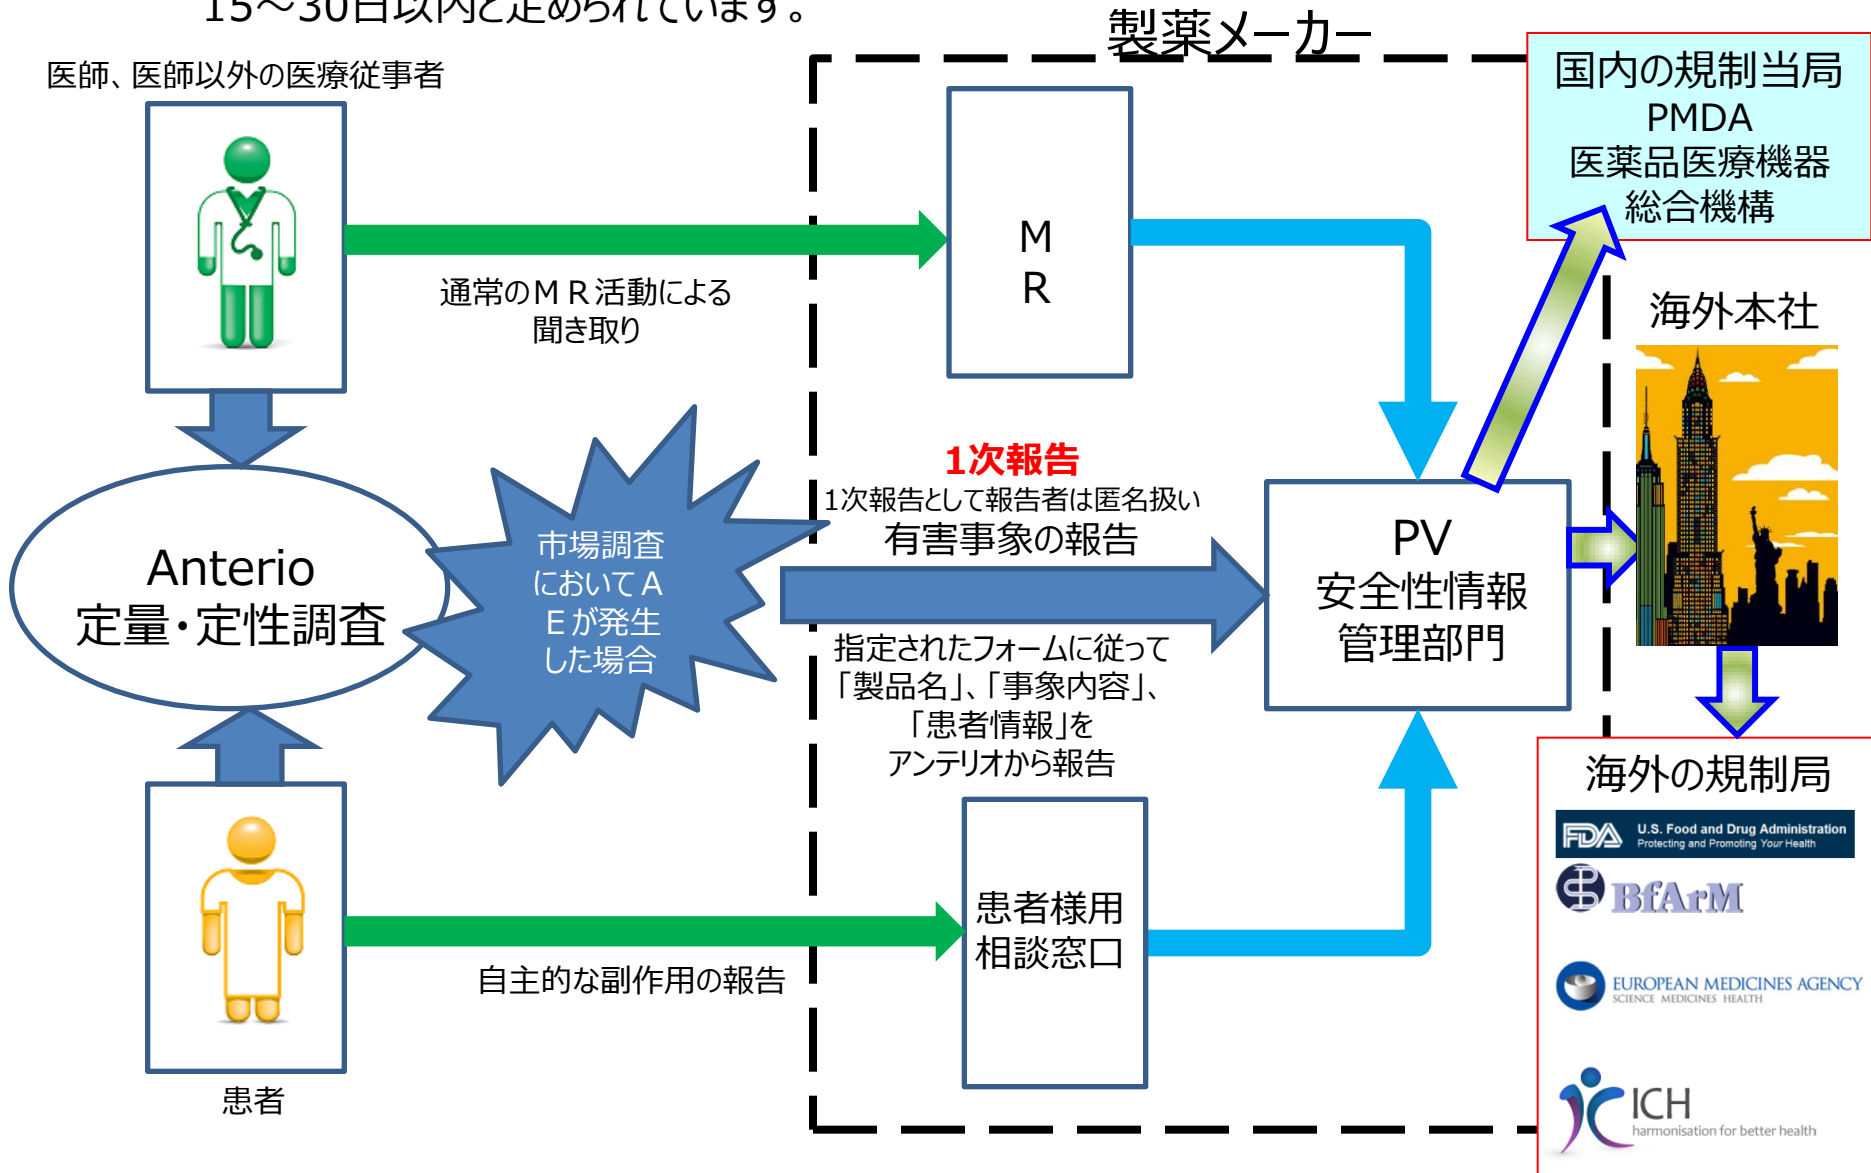 15～30日以内と定められています。
製薬メーカー
医師、医師以外の医療従事者
国内の規制当局
PMDA
医薬品医療機器
総合機構
M
R
通常のＭＲ活動による
聞き取り
海外本社
1次報告
1次報告として報告者は匿名扱い
有害事象の報告
市場調査
においてＡ
Ｅが発生
した場合
Anterio
定量・定性調査
PV
安全性情報
管理部門
指定されたフォームに従って
「製品名」、「事象内容」、
「患者情報」を
アンテリオから報告
海外の規制局
FDA
U.S. Food and Drug Administration
Protecting and Promoting Your Health
BfArM
患者様用
相談窓口
自主的な副作用の報告
EUROPEAN MEDICINES AGENCY
SCIENCE MEDICINES HEALTH
患者
ICH
harmonisation for better health